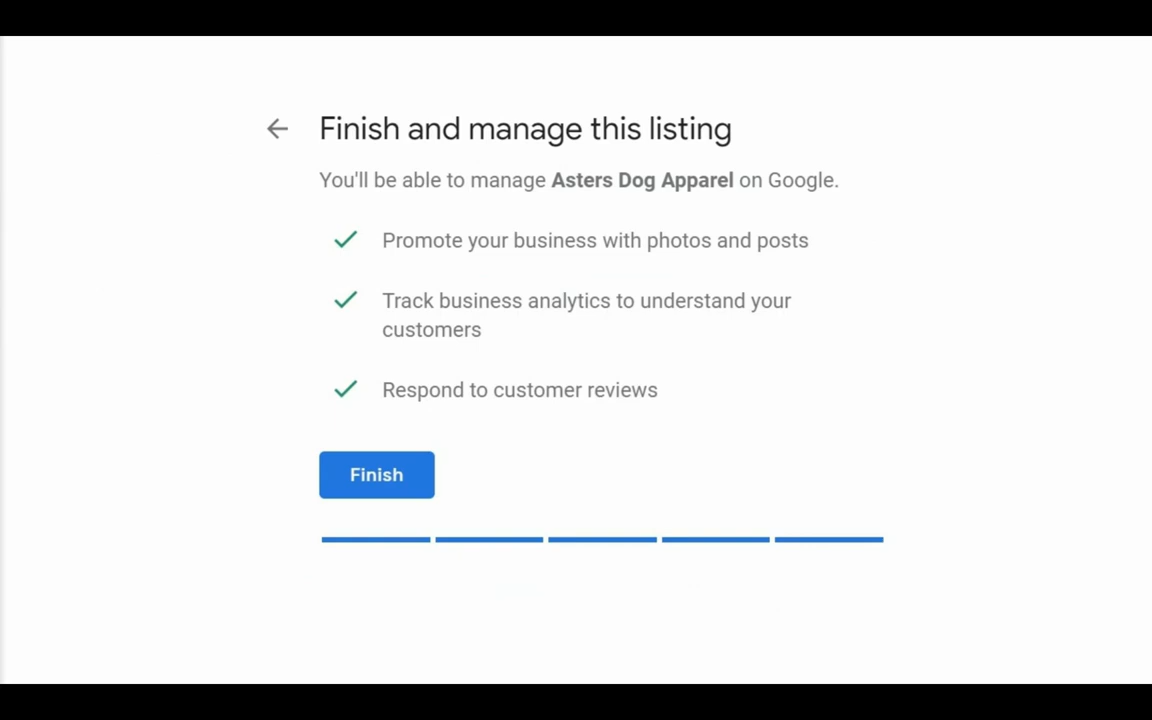 Finish and manage this listing
You'll be able to manage Asters Dog Apparel on Google.
Promote your business with photos and posts
Track business analytics to understand your
customers
Respond to customer reviews
Finish